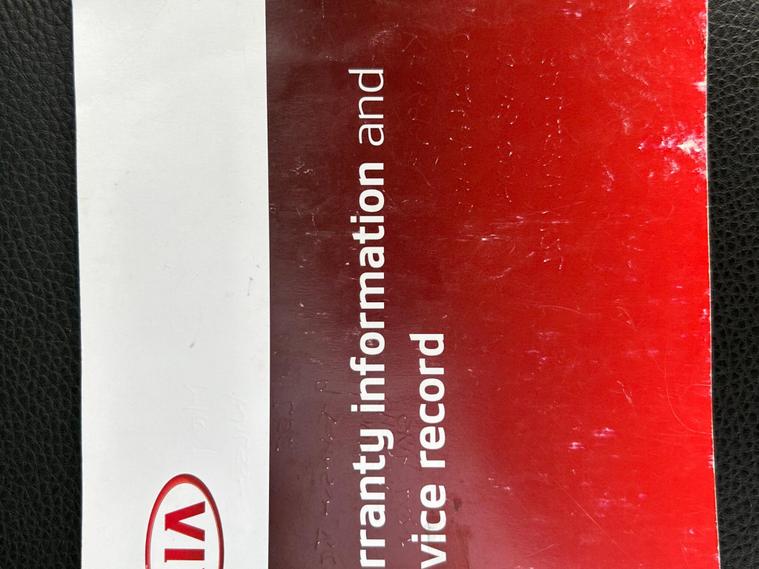 rranty information and
vice record